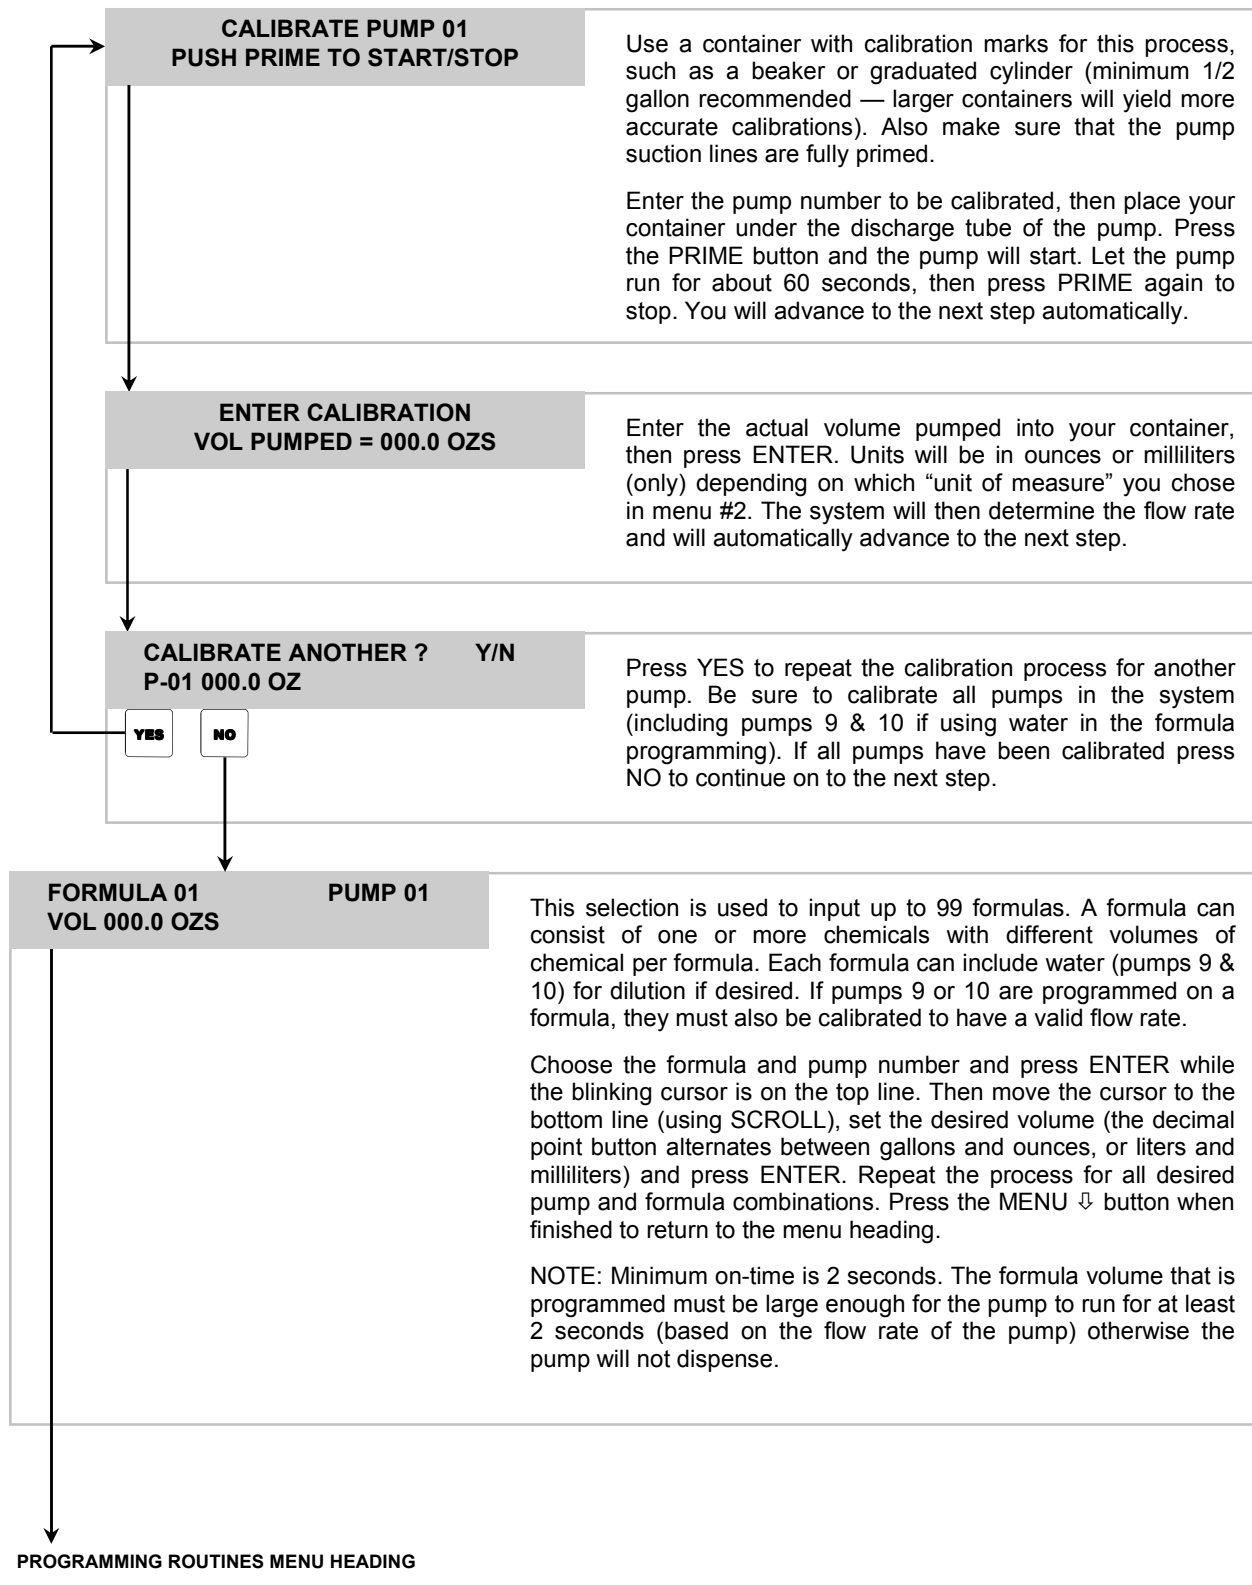 CALIBRATE PUMP 01
PUSH PRIME TO START/STOP
Use a container with calibration marks for this process,
such as a beaker or graduated cylinder (minimum 1/2
gallon recommended — larger containers will yield more
accurate calibrations). Also make sure that the pump
suction lines are fully primed.
Enter the pump number to be calibrated, then place your
container under the discharge tube of the pump. Press
the PRIME button and the pump will start. Let the pump
run for about 60 seconds, then press PRIME again to
stop. You will advance to the next step automatically.
ENTER CALIBRATION
VOL PUMPED = 000.0 OZS
Enter the actual volume pumped into your container,
then press ENTER. Units will be in ounces or milliliters
(only) depending on which “unit of measure” you chose
in menu #2. The system will then determine the flow rate
and will automatically advance to the next step.
CALIBRATE ANOTHER ? Y/N
P-01 000.0 OZ
YES NO
Press YES to repeat the calibration process for another
pump. Be sure to calibrate all pumps in the system
(including pumps 9 & 10 if using water in the formula
programming). If all pumps have been calibrated press
NO to continue on to the next step.
FORMULA 01 PUMP 01
VOL 000.0 OZS
This selection is used to input up to 99 formulas. A formula can
consist of one or more chemicals with different volumes of
chemical per formula. Each formula can include water (pumps 9 &
10) for dilution if desired. If pumps 9 or 10 are programmed on a
formula, they must also be calibrated to have a valid flow rate.
Choose the formula and pump number and press ENTER while
the blinking cursor is on the top line. Then move the cursor to the
bottom line (using SCROLL), set the desired volume (the decimal
point button alternates between gallons and ounces, or liters and
milliliters) and press ENTER. Repeat the process for all desired
pump and formula combinations. Press the MENU ⇩ button when
finished to return to the menu heading.
NOTE: Minimum on-time is 2 seconds. The formula volume that is
programmed must be large enough for the pump to run for at least
2 seconds (based on the flow rate of the pump) otherwise the
pump will not dispense.
PROGRAMMING ROUTINES MENU HEADING